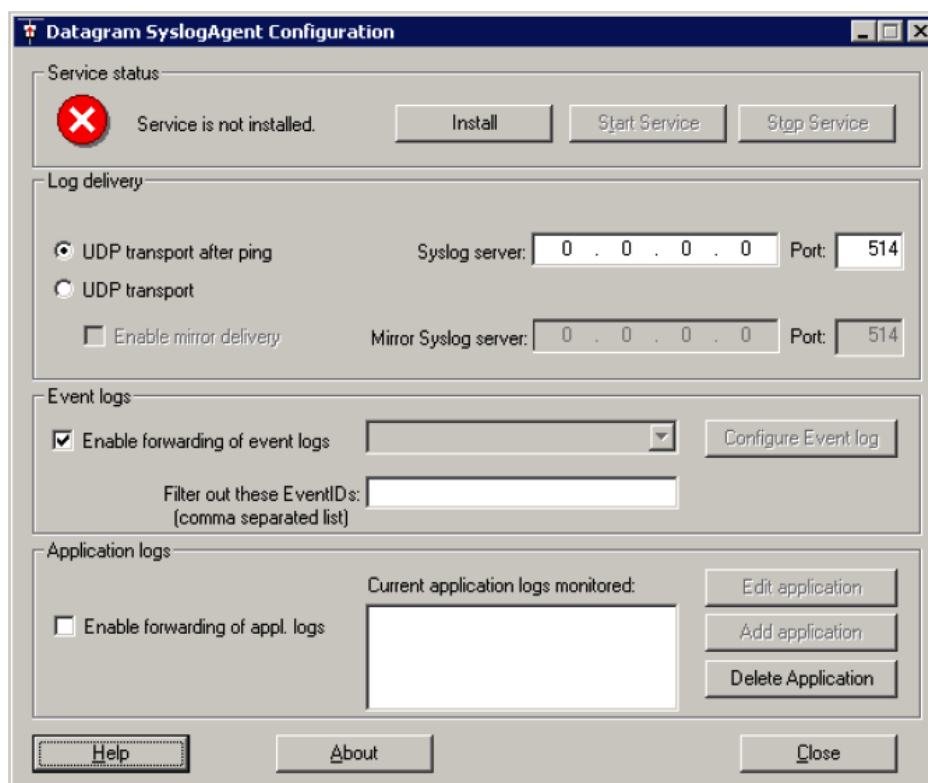 Datagram SyslogAgent Configuration
Service status
Service is not installed.
Install
Start Service
Stop Service
Log delivery
UDP transport after ping
Syslog server: 0 . 0 . 0 . 0 Port: 514
UDP transport
Enable mirror delivery
Mirror Syslog server: 0 . 0 . 0 . 0 Port: 514
Event logs
Enable forwarding of event logs
Configure Event log
Filter out these EventIDs:
(comma separated list)
Application logs
Current application logs monitored:
Edit application
Enable forwarding of appl. logs
Add application
Delete Application
Help
About
Close